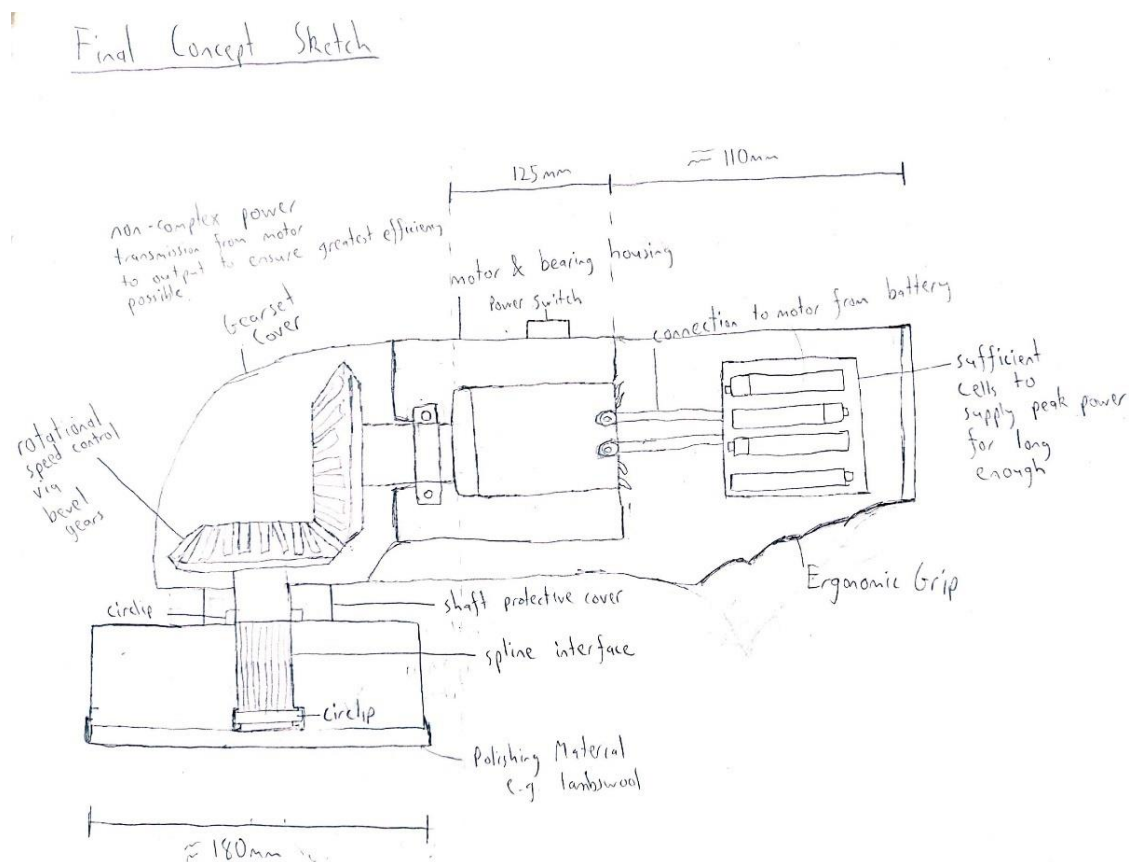 Final Concept Sketch
125mm
≈ 110mm
non-complex power
transmission from motor
to output to ensure greatest efficiency
possible.
Gearset
Cover
motor & bearing housing
Power switch
connection to motor from battery
sufficient
cells to
supply peak power
for long
enough
rotational
speed control
via
bevel
gears
Ergonomic Grip
circlip
shaft protective cover
spline interface
circlip
Polishing Material
e.g lambswool
≈ 180mm